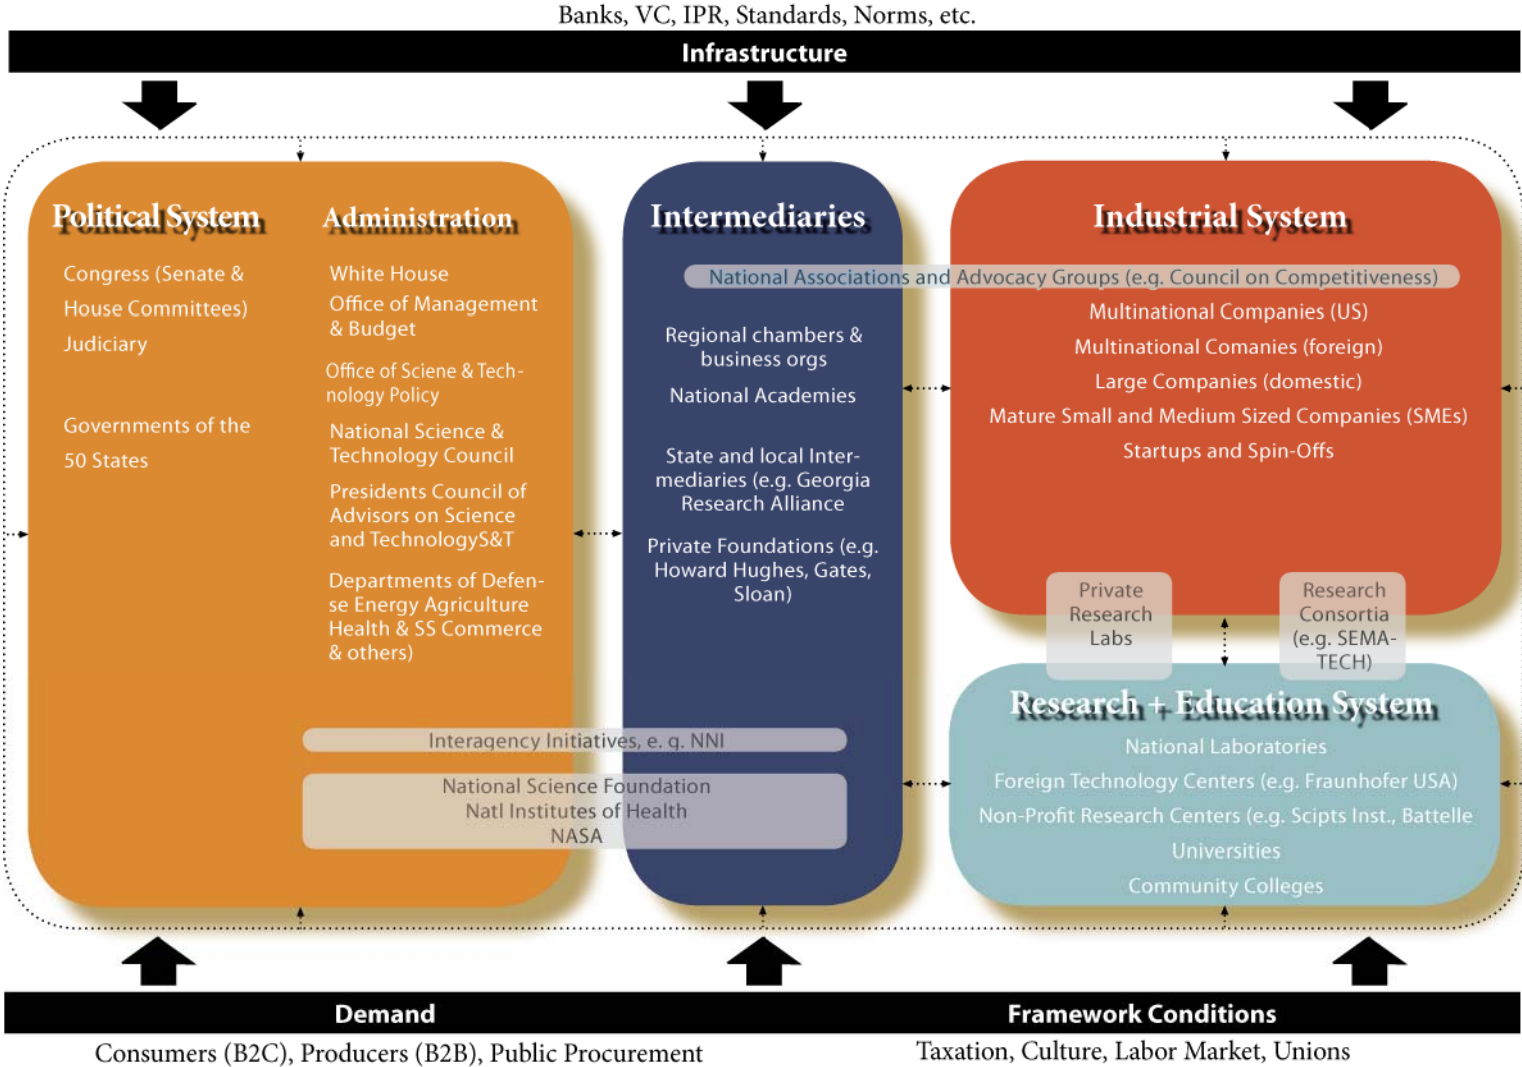 Banks, VC, IPR, Standards, Norms, etc.
Infrastructure
Political System
Congress (Senate &
House Committees)
Judiciary
Governments of the
50 States
Administration
White House
Office of Management
& Budget
Office of Sciene & Tech-
nology Policy
National Science &
Technology Council
Presidents Council of
Advisors on Science
and TechnologyS&T
Departments of Defen-
se Energy Agriculture
Health & SS Commerce
& others)
Interagency Initiatives, e. g. NNI
National Science Foundation
Natl Institutes of Health
NASA
Intermediaries
National Associations and Advocacy Groups (e.g. Council on Competitiveness)
Regional chambers &
business orgs
National Academies
State and local Inter-
mediaries (e.g. Georgia
Research Alliance
Private Foundations (e.g.
Howard Hughes, Gates,
Sloan)
Industrial System
Multinational Companies (US)
Multinational Comanies (foreign)
Large Companies (domestic)
Mature Small and Medium Sized Companies (SMEs)
Startups and Spin-Offs
Private
Research
Labs
Research
Consortia
(e.g. SEMA-
TECH)
Research + Education System
National Laboratories
Foreign Technology Centers (e.g. Fraunhofer USA)
Non-Profit Research Centers (e.g. Scipts Inst., Battelle
Universities
Community Colleges
Demand
Consumers (B2C), Producers (B2B), Public Procurement
Framework Conditions
Taxation, Culture, Labor Market, Unions